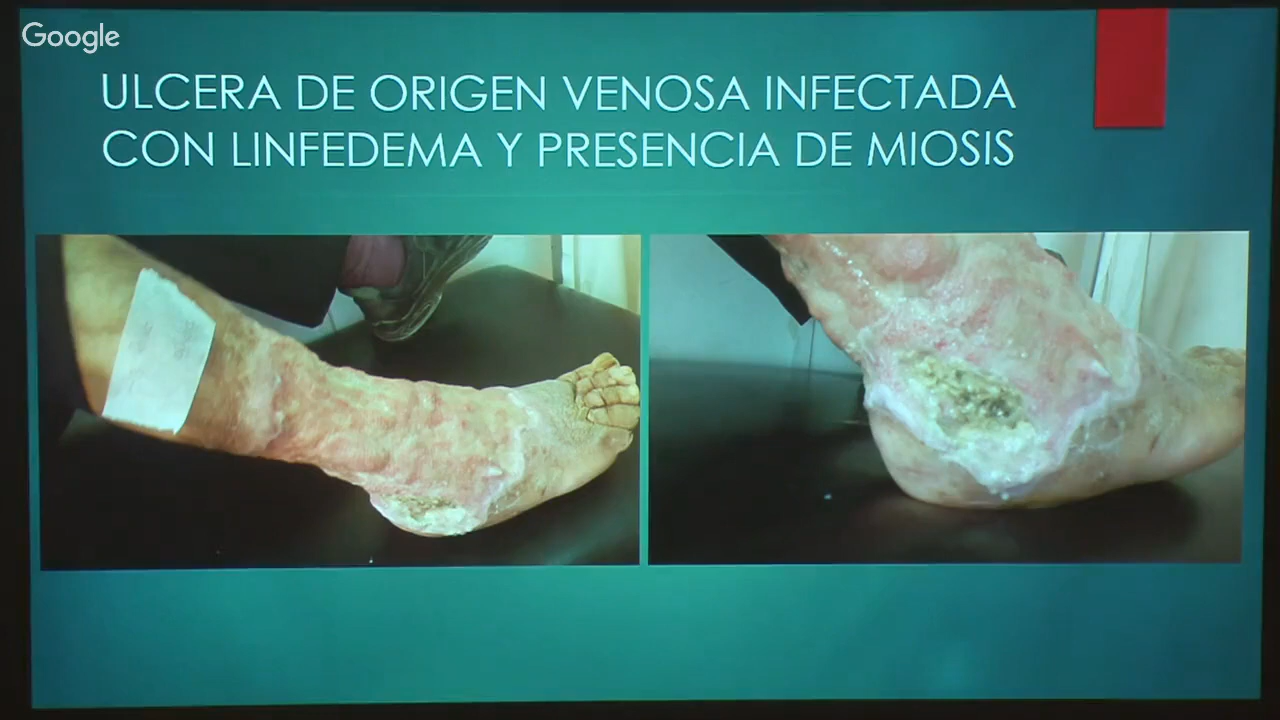 Google
ULCERA DE ORIGEN VENOSA INFECTADA
CON LINFEDEMA Y PRESENCIA DE MIOSIS